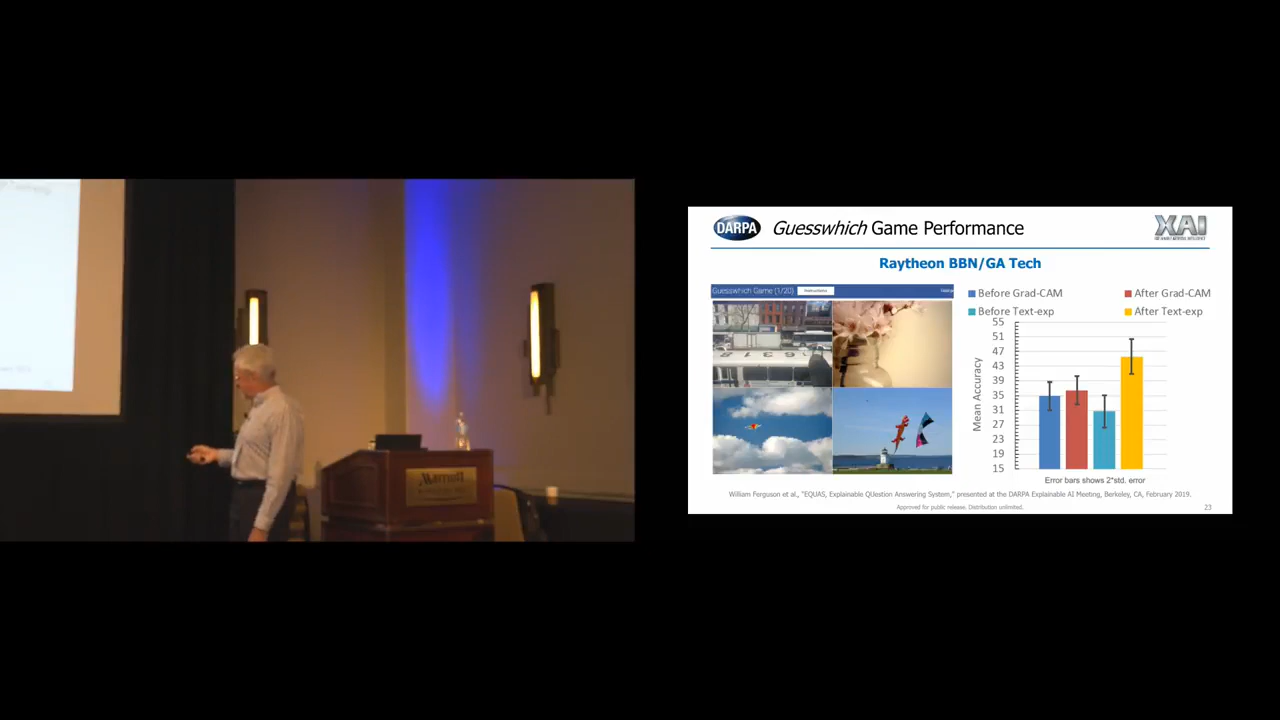 DARPA
Guesswhich Game Performance
XAI
Raytheon BBN/GA Tech
Guesswhich Game (1/20)
Instructions
Before Grad-CAM
After Grad-CAM
Before Text-exp
After Text-exp
55
51
47
43
39
35
31
27
23
19
15
Mean Accuracy
Error bars shows 2*std. error
William Ferguson et al., "EQUAS, Explainable QUestion Answering System," presented at the DARPA Explainable AI Meeting, Berkeley, CA, February 2019.
Approved for public release. Distribution unlimited.
23
Marriott